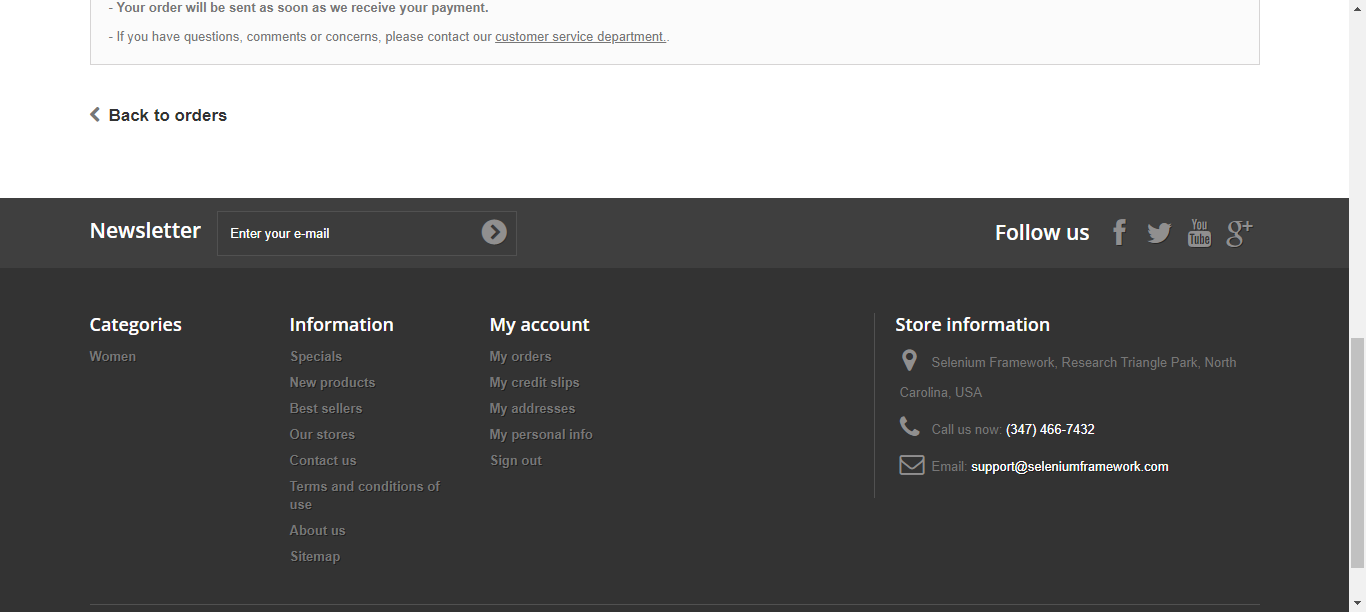 - Your order will be sent as soon as we receive your payment.
- If you have questions, comments or concerns, please contact our customer service department..
Back to orders
Newsletter
Enter your e-mail
Follow us
You
Tube
g+
Categories
Women
Information
Specials
New products
Best sellers
Our stores
Contact us
Terms and conditions of
use
About us
Sitemap
My account
My orders
My credit slips
My addresses
My personal info
Sign out
Store information
Selenium Framework, Research Triangle Park, North
Carolina, USA
Call us now: (347) 466-7432
Email: support@seleniumframework.com